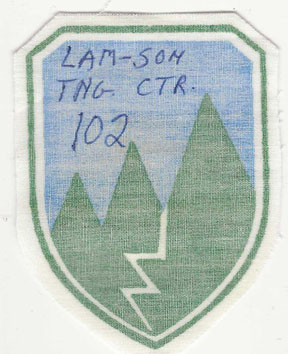 LAM-SON
TNG. CTR.
102